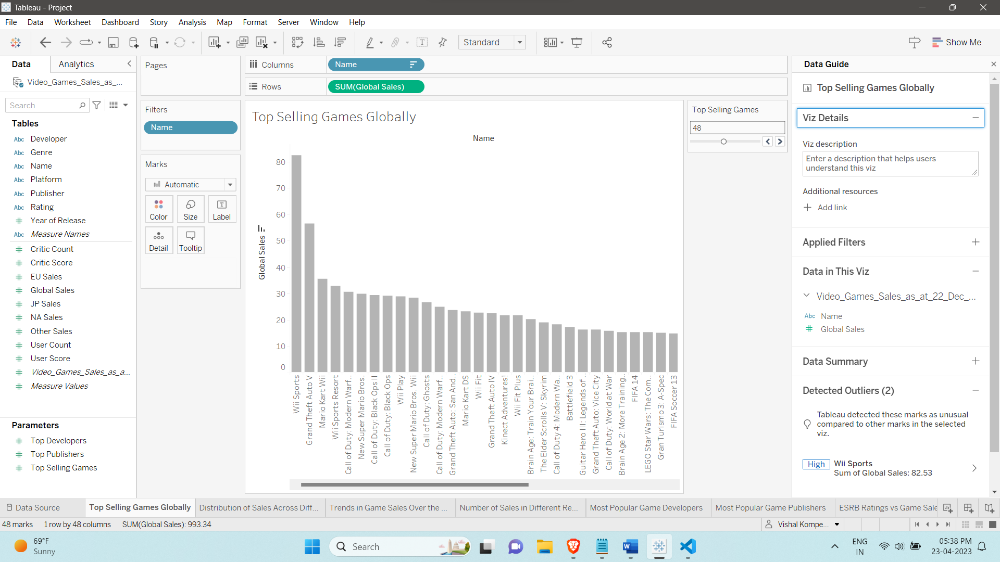 Tableau - Project
File Data Worksheet Dashboard Story Analysis Map Format Server Window Help
Standard
Show Me
Data Analytics
Video_Games_Sales_as_...
Search
Tables
Abc Developer
Abc Genre
Abc Name
Abc Platform
Abc Publisher
Abc Rating
# Year of Release
Abc Measure Names
# Critic Count
# Critic Score
# EU Sales
# Global Sales
# JP Sales
# NA Sales
# Other Sales
# User Count
# User Score
# Video_Games_Sales_as_a...
# Measure Values
Parameters
# Top Developers
# Top Publishers
# Top Selling Games
Pages
Filters
Name
Marks
Automatic
Color Size Label
Detail Tooltip
Columns Name
Rows SUM(Global Sales)
Top Selling Games Globally
Name
Global Sales
80
70
60
50
40
30
20
10
0
Wii Sports
Grand Theft Auto V
Mario Kart Wii
Wii Sports Resort
Call of Duty: Modern Warf..
New Super Mario Bros.
Call of Duty: Black Ops II
Call of Duty: Black Ops
Wii Play
New Super Mario Bros. Wii
Call of Duty: Ghosts
Call of Duty: Modern Warf..
Grand Theft Auto: San And..
Mario Kart DS
Wii Fit
Grand Theft Auto IV
Kinect Adventures!
Wii Fit Plus
Brain Age: Train Your Brai..
The Elder Scrolls V: Skyrim
Call of Duty 4: Modern Wa..
Battlefield 3
Guitar Hero III: Legends of ..
Grand Theft Auto: Vice City
Call of Duty: World at War
Brain Age 2: More Training..
FIFA 14
LEGO Star Wars: The Com..
Gran Turismo 3: A-Spec
FIFA Soccer 13
Top Selling Games
48
Data Guide
Top Selling Games Globally
Viz Details
Viz description
Enter a description that helps users
understand this viz
Additional resources
Add link
Applied Filters
Data in This Viz
Video_Games_Sales_as_at_22_Dec_...
Abc Name
# Global Sales
Data Summary
Detected Outliers (2)
Tableau detected these marks as unusual
compared to other marks in the selected
viz.
High Wii Sports
Sum of Global Sales: 82.53
Data Source Top Selling Games Globally Distribution of Sales Across Diff... Trends in Game Sales Over the ... Number of Sales in Different Re... Most Popular Game Developers Most Popular Game Publishers ESRB Ratings vs Game Sale
48 marks 1 row by 48 columns SUM(Global Sales): 993.34 Vishal Kompe...
69°F
Sunny
Search
ENG
IN
05:38 PM
23-04-2023